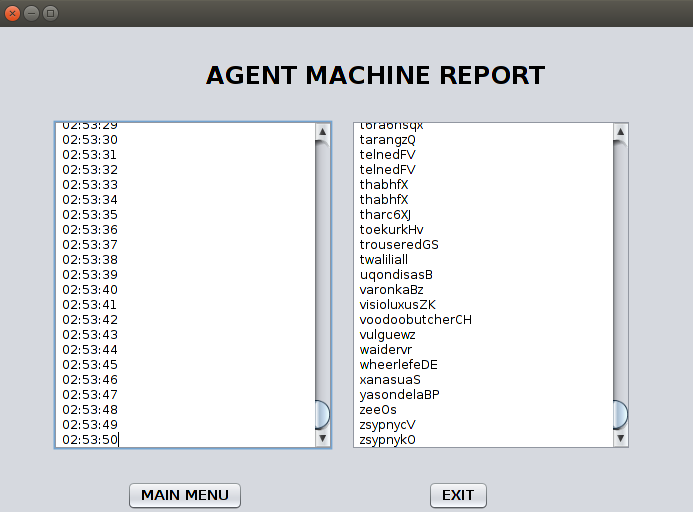 AGENT MACHINE REPORT
02:53:29
02:53:30
02:53:31
02:53:32
02:53:33
02:53:34
02:53:35
02:53:36
02:53:37
02:53:38
02:53:39
02:53:40
02:53:41
02:53:42
02:53:43
02:53:44
02:53:45
02:53:46
02:53:47
02:53:48
02:53:49
02:53:50
tarangzQ
telnedFV
telnedFV
thabhfX
thabhfX
tharc6XJ
toekurkHv
trouseredGS
twaliliall
uqondisasB
varonkaBz
visioluxusZK
voodoobutcherCH
vulguewz
waidervr
wheerlefeDE
xanasuaS
yasondelaBP
zeeOs
zsypnycV
zsypnykO
MAIN MENU
EXIT